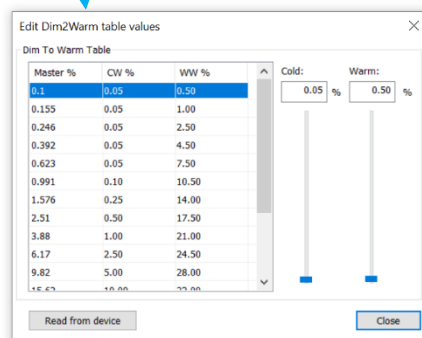 Edit Dim2Warm table values
Dim To Warm Table
Master % CW % WW %
0.1 0.05 0.50
0.155 0.05 1.00
0.246 0.05 2.50
0.392 0.05 4.50
0.623 0.05 7.50
0.991 0.10 10.50
1.576 0.25 14.00
2.51 0.50 17.50
3.88 1.00 21.00
6.17 2.50 24.50
9.82 5.00 28.00
Cold: Warm:
0.05 % 0.50 %
Read from device
Close